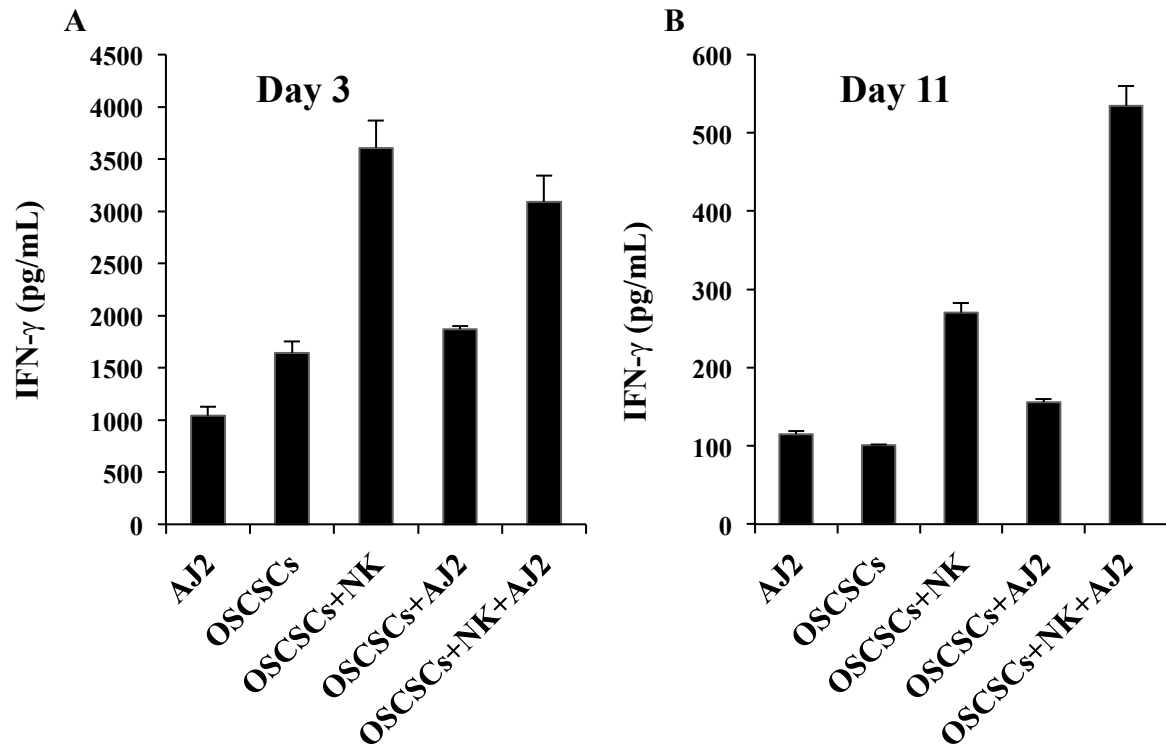 A
Day 3
IFN-γ (pg/mL)
5000
4500
4000
3500
3000
2500
2000
1500
1000
500
0
AJ2
OSCSCs
OSCSCs+NK
OSCSCs+AJ2
OSCSCs+NK+AJ2
B
Day 11
IFN-γ (pg/mL)
600
500
400
300
200
100
0
AJ2
OSCSCs
OSCSCs+NK
OSCSCs+AJ2
OSCSCs+NK+AJ2